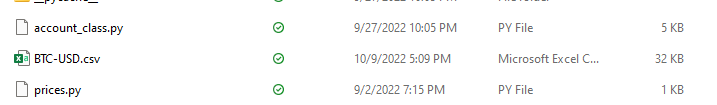 __pycache__
account_class.py 9/27/2022 10:05 PM PY File 5 KB
BTC-USD.csv 10/9/2022 5:09 PM Microsoft Excel C... 32 KB
prices.py 9/2/2022 7:15 PM PY File 1 KB